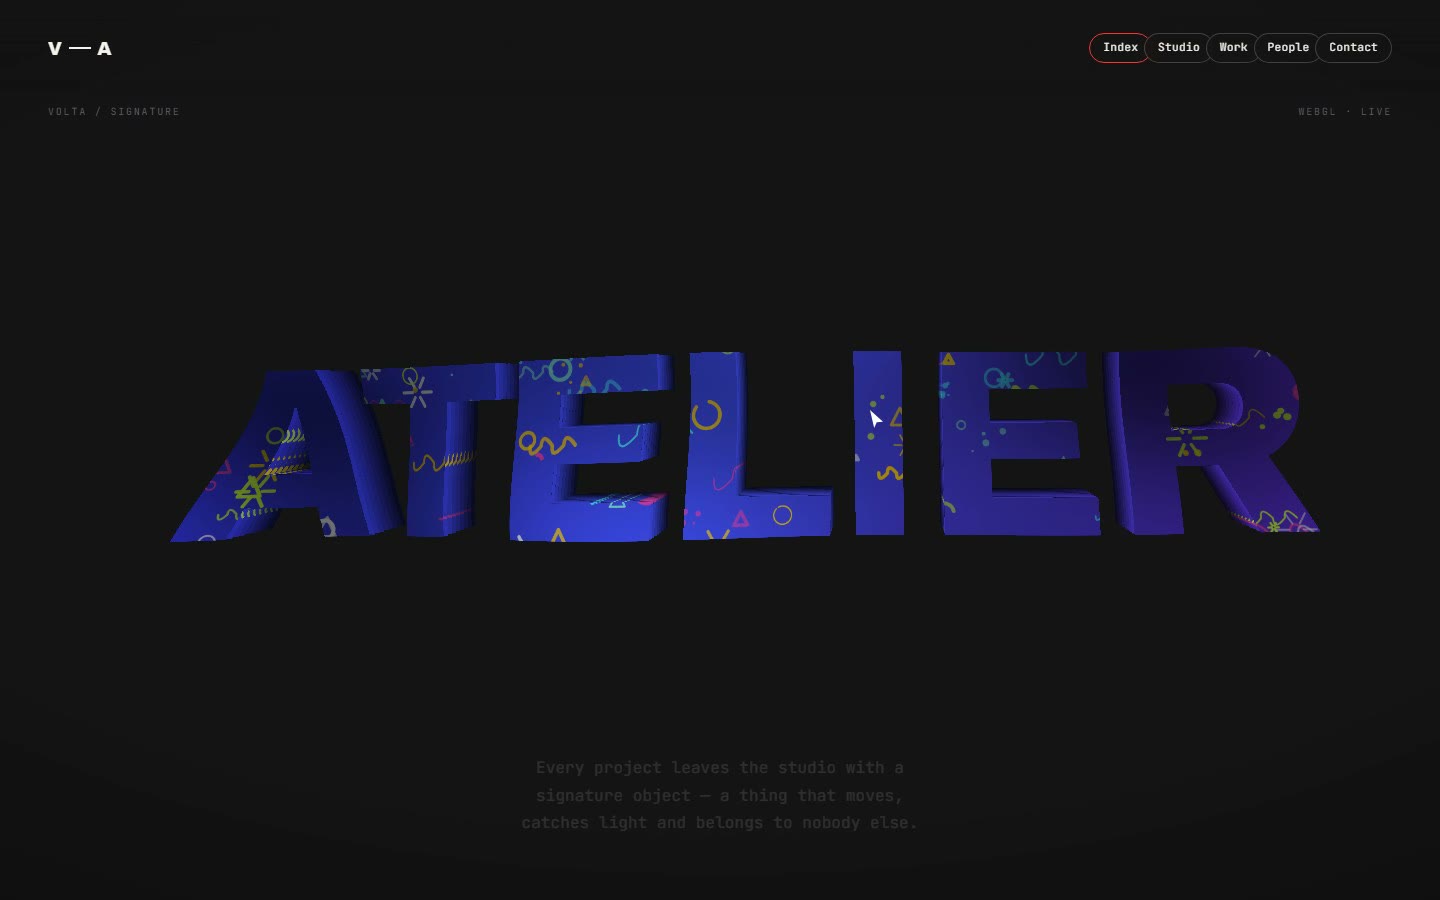 V — A
Index Studio Work People Contact
VOLTA / SIGNATURE
WEBGL · LIVE
ATELIER
Every project leaves the studio with a
signature object — a thing that moves,
catches light and belongs to nobody else.